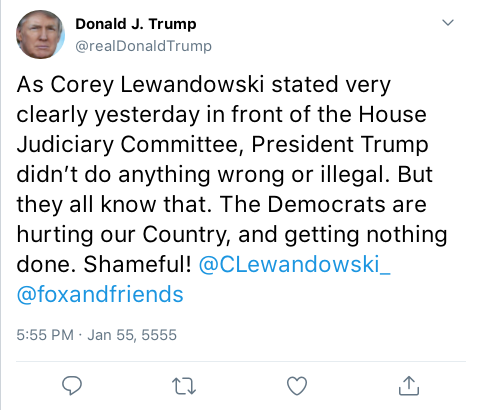 Donald J. Trump
@realDonaldTrump
As Corey Lewandowski stated very
clearly yesterday in front of the House
Judiciary Committee, President Trump
didn’t do anything wrong or illegal. But
they all know that. The Democrats are
hurting our Country, and getting nothing
done. Shameful! @CLewandowski_
@foxandfriends
5:55 PM · Jan 55, 5555